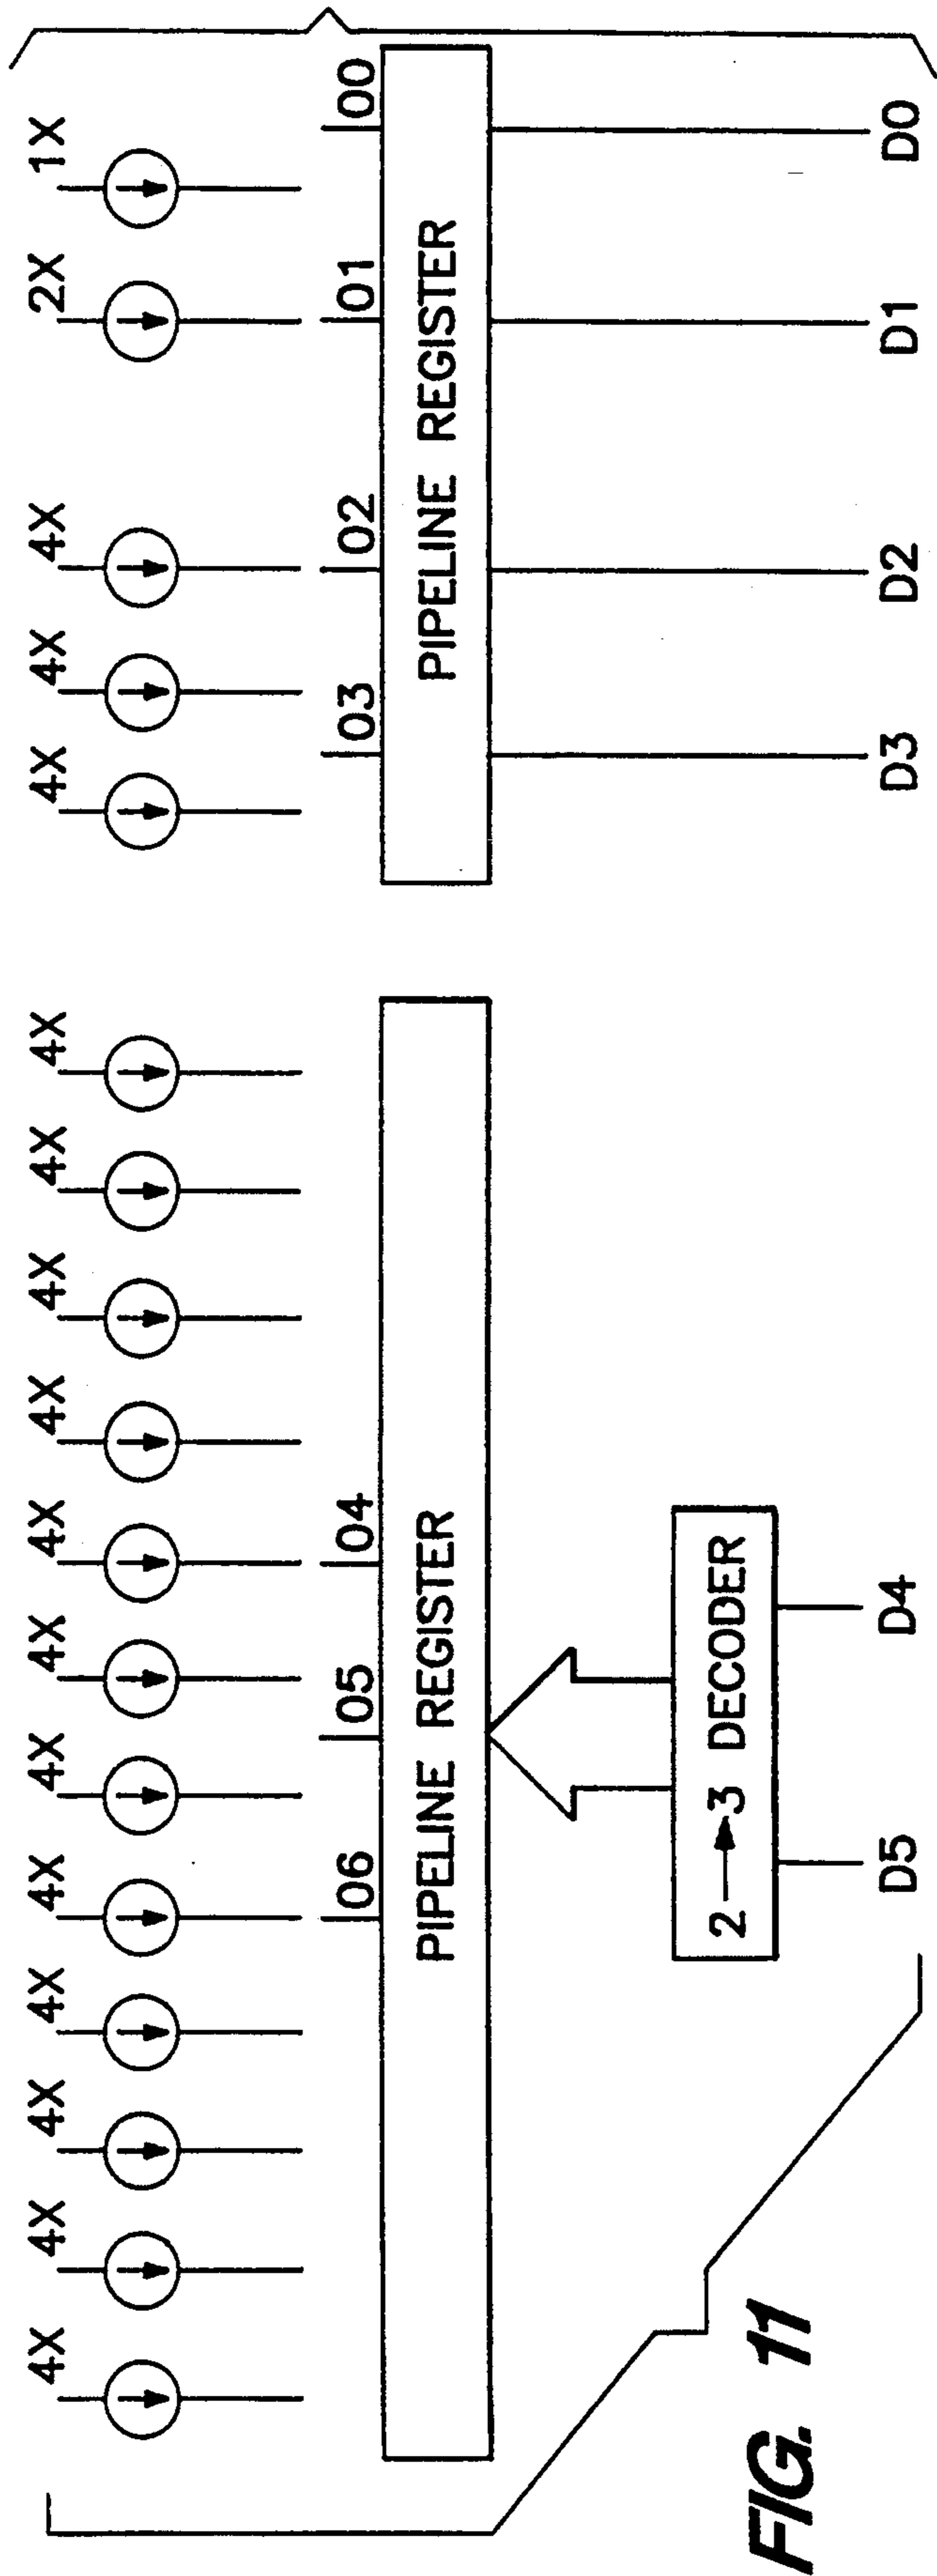 4X 4X 4X 4X 4X 4X 4X 4X 4X 4X 4X 4X 4X 4X 4X 2X 1X
O6 O5 O4 O3 O2 O1 O0
PIPELINE REGISTER
PIPELINE REGISTER
2 → 3 DECODER
D5 D4 D3 D2 D1 D0
FIG. 11